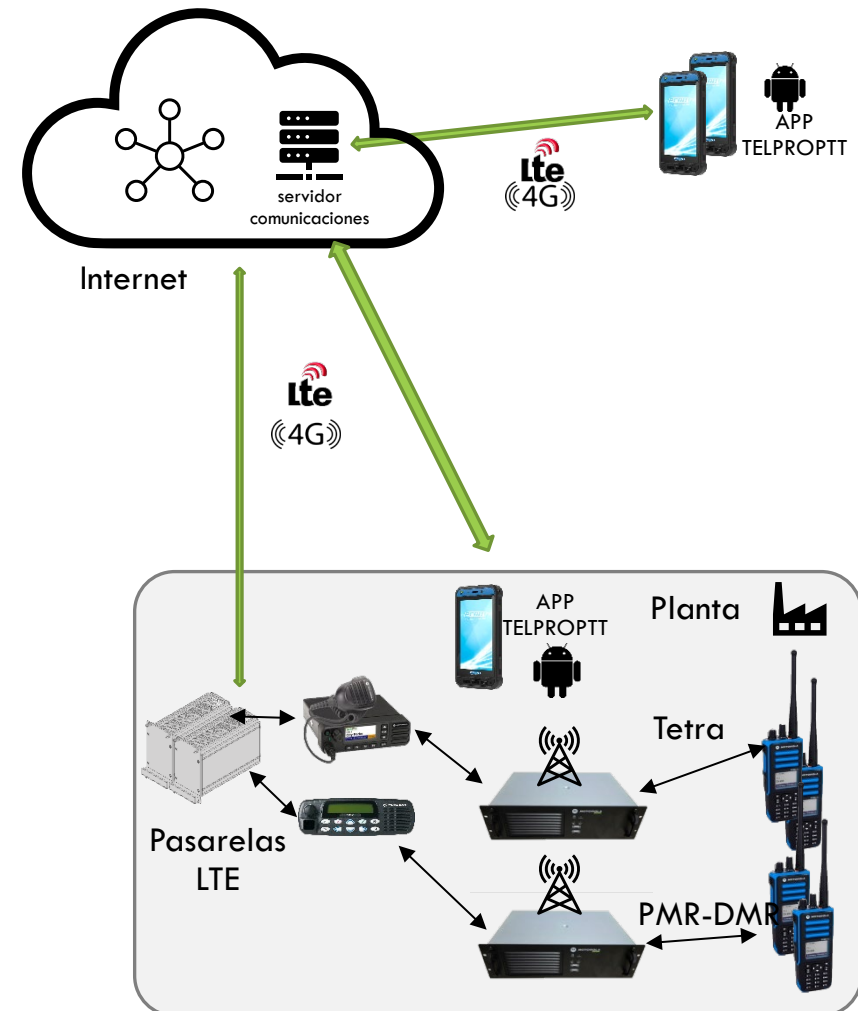 servidor
comunicaciones
APP
TELPROPTT
Lte
4G
Internet
Lte
4G
APP
TELPROPTT
Planta
Tetra
Pasarelas
LTE
PMR-DMR